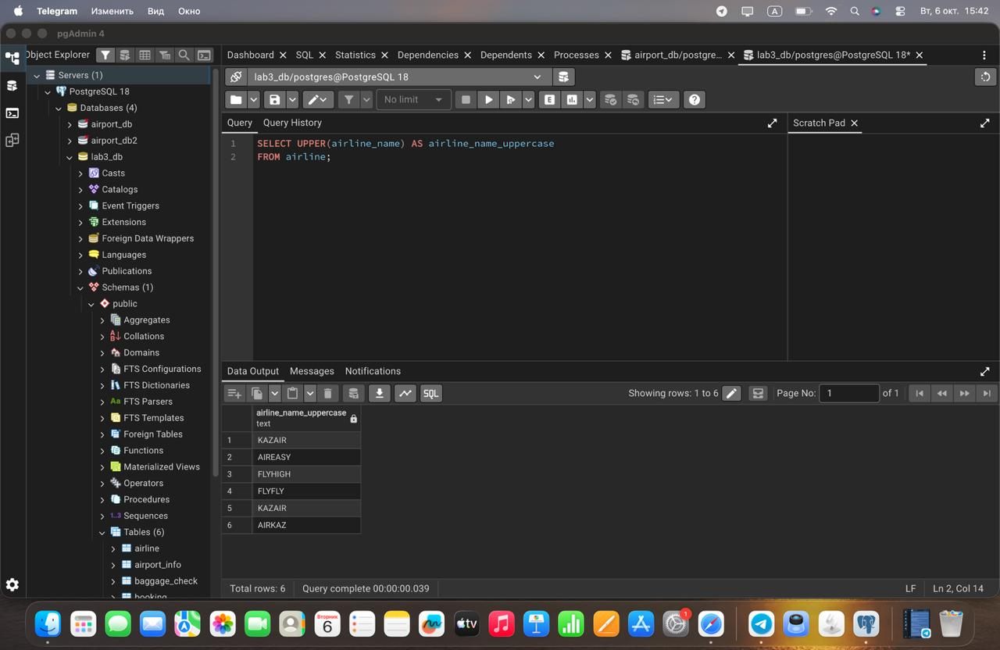 Telegram Изменить Вид Окно A Вт, 6 окт. 15:42
pgAdmin 4
Object Explorer
Dashboard SQL Statistics Dependencies Dependents Processes airport_db/postgre... lab3_db/postgres@PostgreSQL 18*
Servers (1)
PostgreSQL 18
Databases (4)
airport_db
airport_db2
lab3_db
Casts
Catalogs
Event Triggers
Extensions
Foreign Data Wrappers
Languages
Publications
Schemas (1)
public
Aggregates
Collations
Domains
FTS Configurations
FTS Dictionaries
Aa FTS Parsers
FTS Templates
Foreign Tables
Functions
Materialized Views
Operators
Procedures
1..3 Sequences
Tables (6)
airline
airport_info
baggage_check
booking
lab3_db/postgres@PostgreSQL 18
No limit E
Query Query History
1 SELECT UPPER(airline_name) AS airline_name_uppercase
2 FROM airline;
Scratch Pad
Data Output Messages Notifications
SQL Showing rows: 1 to 6 Page No: 1 of 1
airline_name_uppercase
text
1 KAZAIR
2 AIREASY
3 FLYHIGH
4 FLYFLY
5 KAZAIR
6 AIRKAZ
Total rows: 6 Query complete 00:00:00.039 LF Ln 2, Col 14
Вторник
6
tv
1